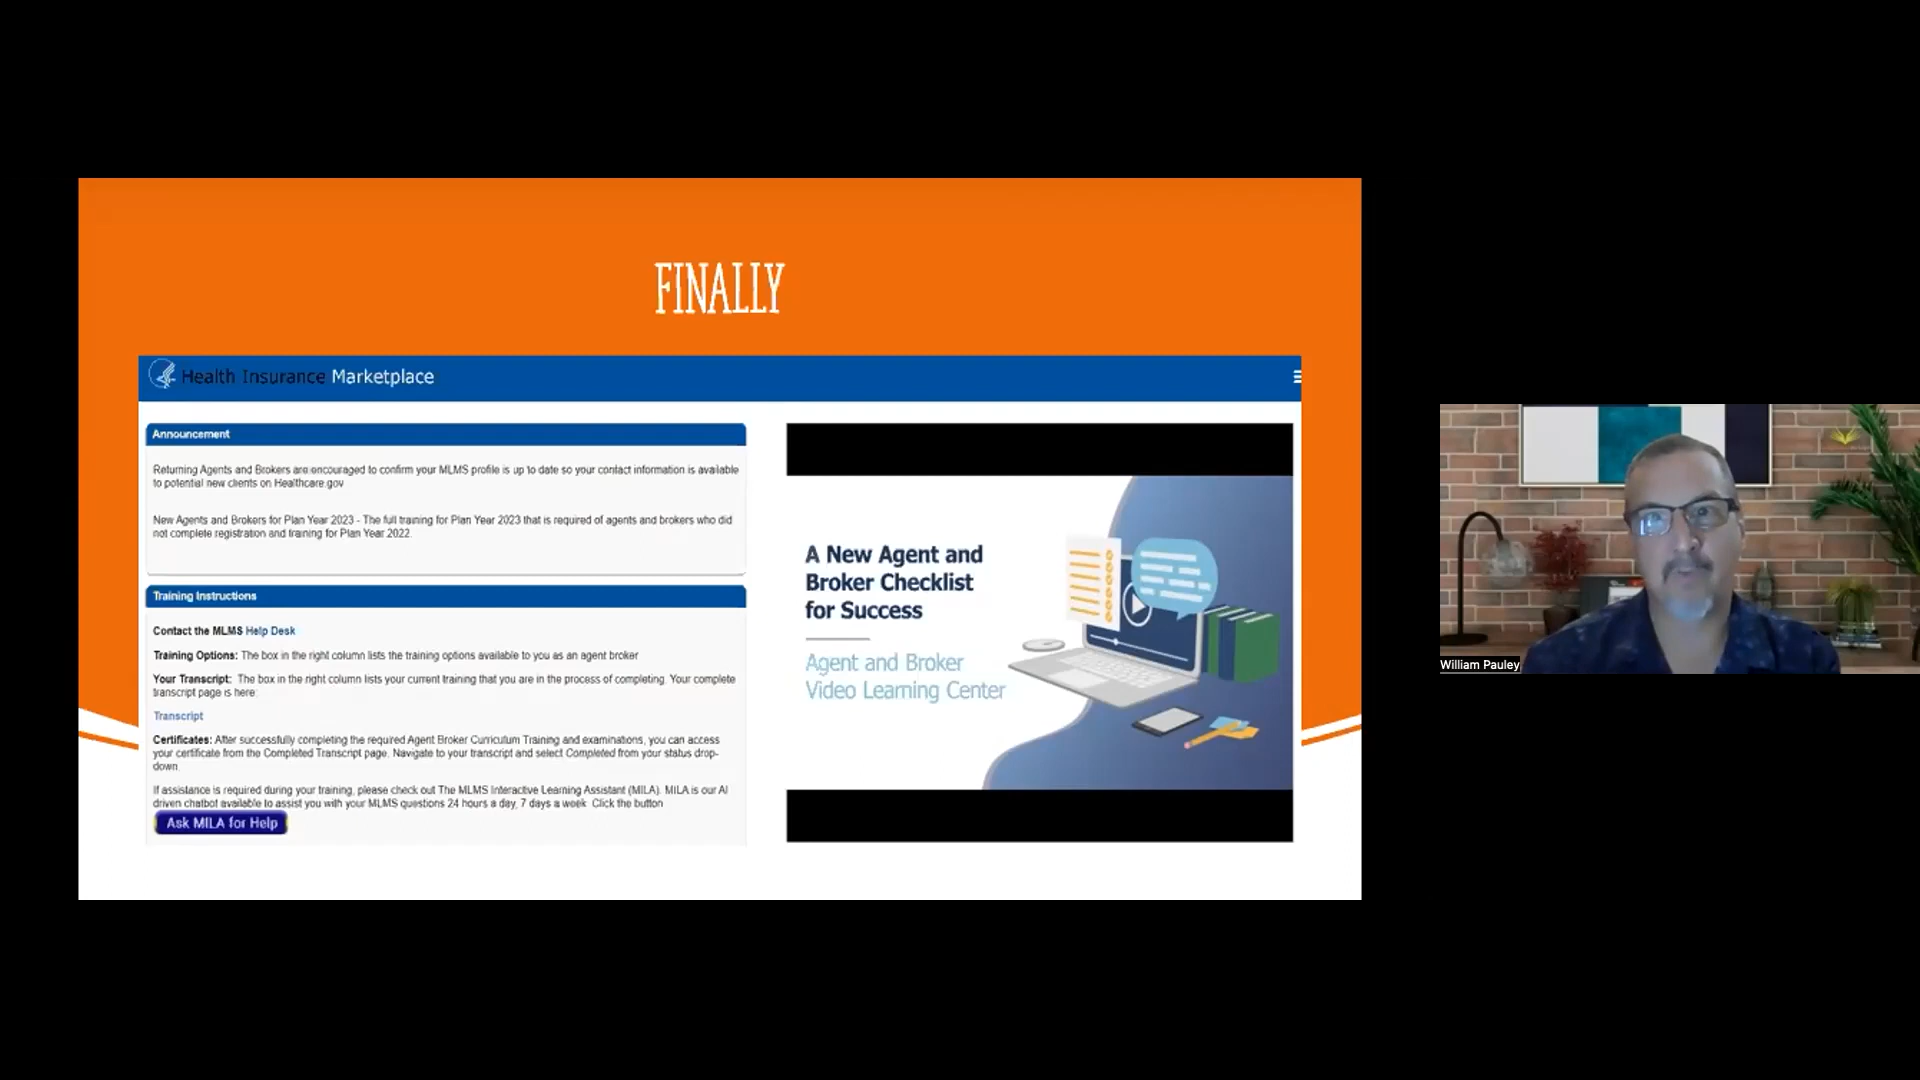 FINALLY
Health Insurance Marketplace
Announcement
Returning Agents and Brokers are encouraged to confirm your MLMS profile is up to date so your contact information is available
to potential new clients on Healthcare.gov
New Agents and Brokers for Plan Year 2023 - The full training for Plan Year 2023 that is required of agents and brokers who did
not complete registration and training for Plan Year 2022.
Training Instructions
Contact the MLMS Help Desk
Training Options: The box in the right column lists the training options available to you as an agent broker
Your Transcript: The box in the right column lists your current training that you are in the process of completing. Your complete
transcript page is here:
Transcript
Certificates: After successfully completing the required Agent Broker Curriculum Training and examinations, you can access
your certificate from the Completed Transcript page. Navigate to your transcript and select Completed from your status drop-
down.
If assistance is required during your training, please check out The MLMS Interactive Learning Assistant (MILA). MILA is our AI
driven chatbot available to assist you with your MLMS questions 24 hours a day, 7 days a week. Click the button
Ask MILA for Help
A New Agent and
Broker Checklist
for Success
Agent and Broker
Video Learning Center
William Pauley